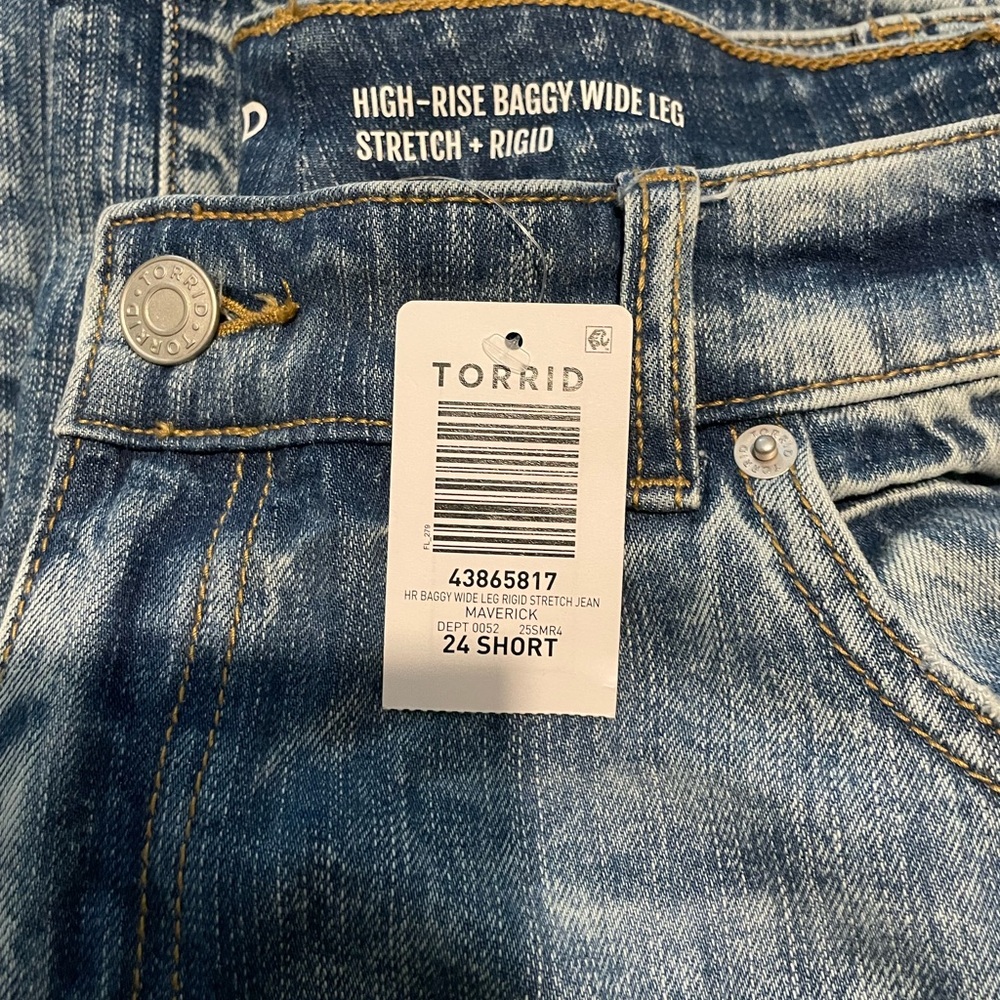 D
HIGH-RISE BAGGY WIDE LEG
STRETCH + RIGID
TORRID • TORRID •
TORRID
FL_279
43865817
HR BAGGY WIDE LEG RIGID STRETCH JEAN
MAVERICK
DEPT 0052 25SMR4
24 SHORT